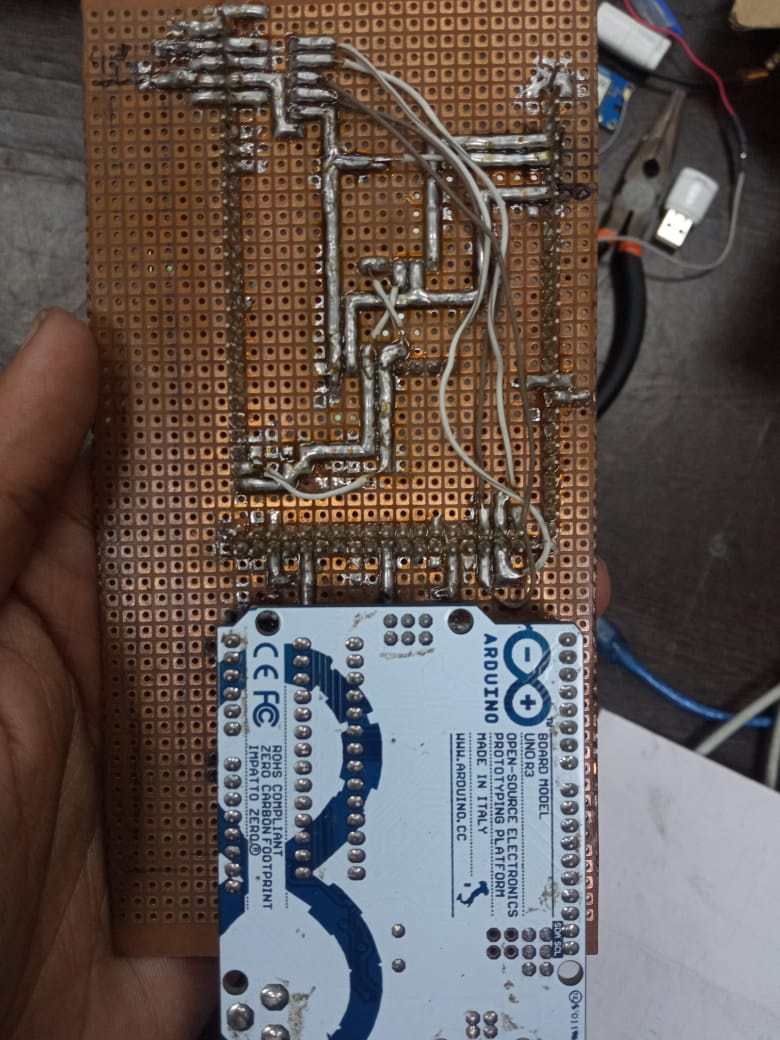 ARDUINO
TM
BOARD MODEL
UNO R3
OPEN-SOURCE ELECTRONICS
PROTOTYPING PLATFORM
MADE IN ITALY
WWW.ARDUINO.CC
SDA SCL
CE FC
ROHS COMPLIANT
ZERO CARBON FOOTPRINT
IMPATTO ZERO®